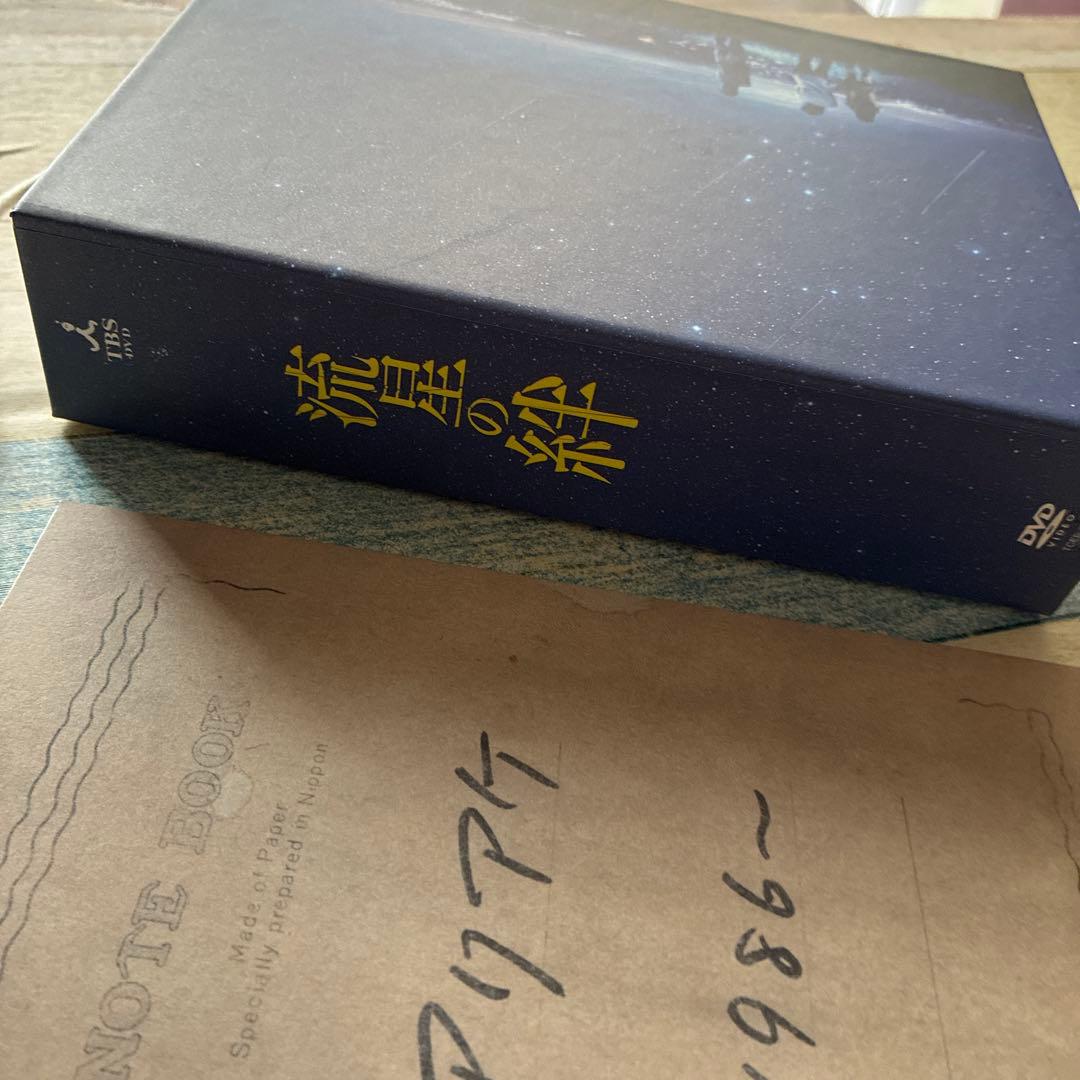 TBS
DVD
流星の絆
DVD
VIDEO
NOTE BOOK
Made of Paper
Specially prepared in Nippon
アリアケ
1986~